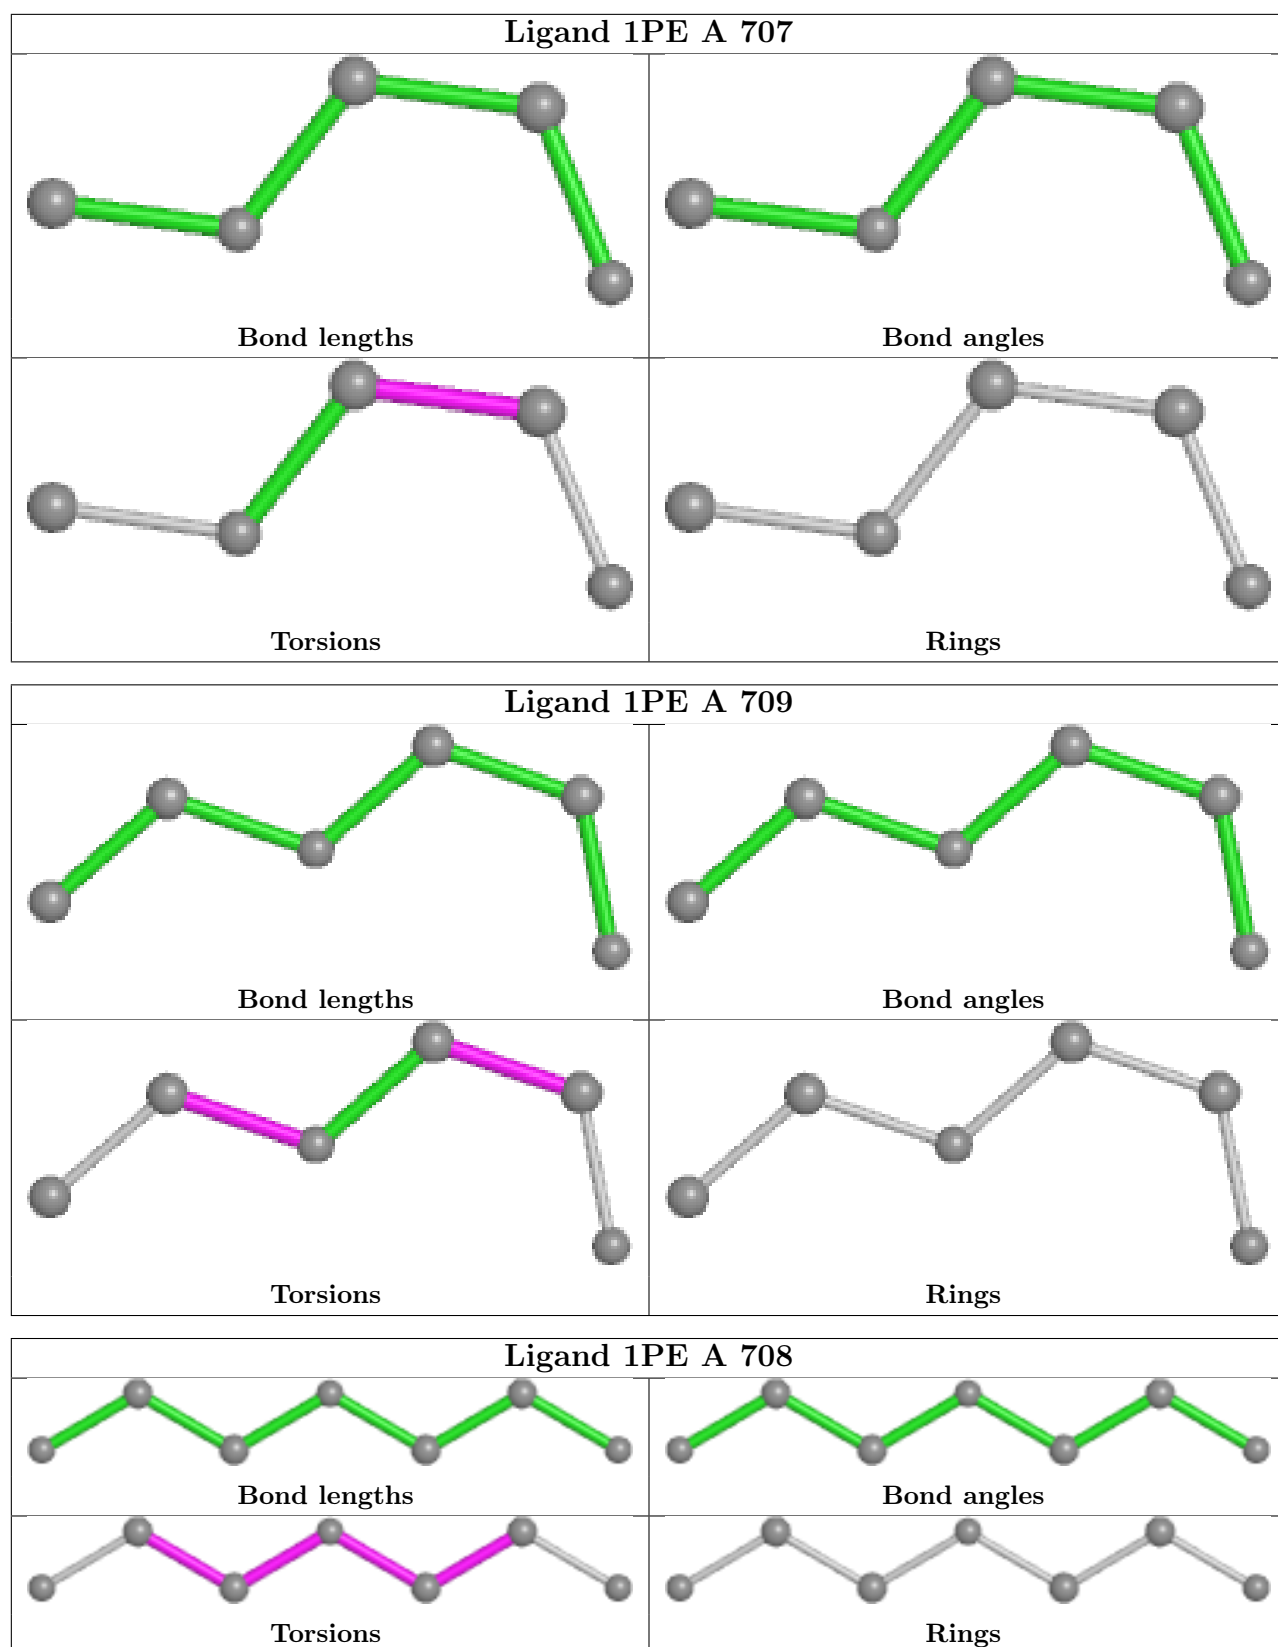 Ligand 1PE A 707
Bond lengths
Bond angles
Torsions
Rings
Ligand 1PE A 709
Bond lengths
Bond angles
Torsions
Rings
Ligand 1PE A 708
Bond lengths
Bond angles
Torsions
Rings